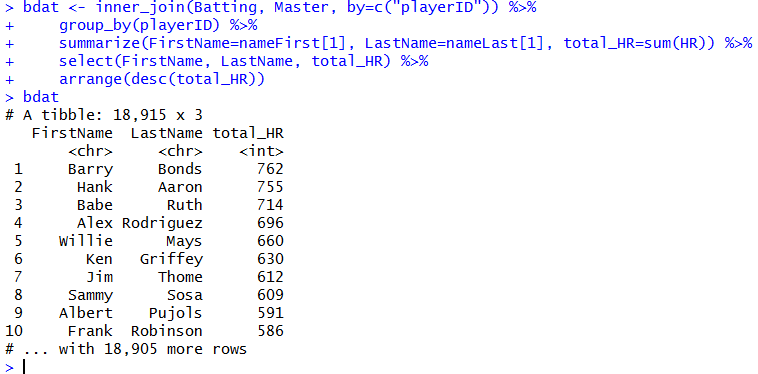 > bdat <- inner_join(Batting, Master, by=c("playerID")) %>%
+     group_by(playerID) %>%
+     summarize(FirstName=nameFirst[1], LastName=nameLast[1], total_HR=sum(HR)) %>%
+     select(FirstName, LastName, total_HR) %>%
+     arrange(desc(total_HR))
> bdat
# A tibble: 18,915 x 3
   FirstName  LastName total_HR
       <chr>     <chr>    <int>
 1     Barry     Bonds      762
 2      Hank     Aaron      755
 3      Babe      Ruth      714
 4      Alex Rodriguez      696
 5    Willie      Mays      660
 6       Ken   Griffey      630
 7       Jim     Thome      612
 8     Sammy      Sosa      609
 9    Albert    Pujols      591
10     Frank  Robinson      586
# ... with 18,905 more rows
>